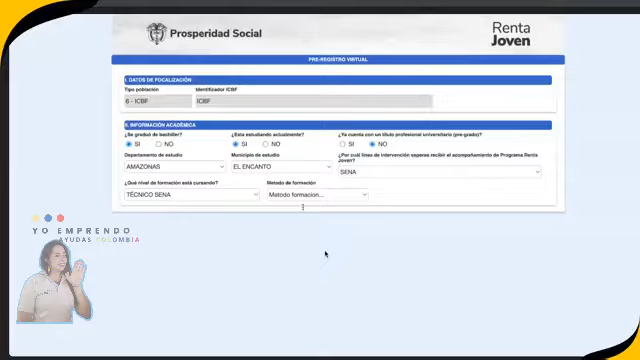 Prosperidad Social
Renta
Joven
PRE-REGISTRO VIRTUAL
I. DATOS DE FOCALIZACIÓN
Tipo población
Identificador ICBF
6 - ICBF
ICBF
II. INFORMACIÓN ACADÉMICA
¿Se graduó de bachiller?
¿Esta estudiando actualmente?
¿Ya cuenta con un título profesional universitario (pre-grado)?
SI NO
SI NO
SI NO
Departamento de estudio
Municipio de estudio
¿Por cuál línea de intervención esperas recibir el acompañamiento de Programa Renta
Joven?
AMAZONAS
EL ENCANTO
SENA
¿Qué nivel de formación está cursando?
Metodo de formación
TÉCNICO SENA
Metodo formacion...
YO EMPRENDO
AYUDAS COLOMBIA